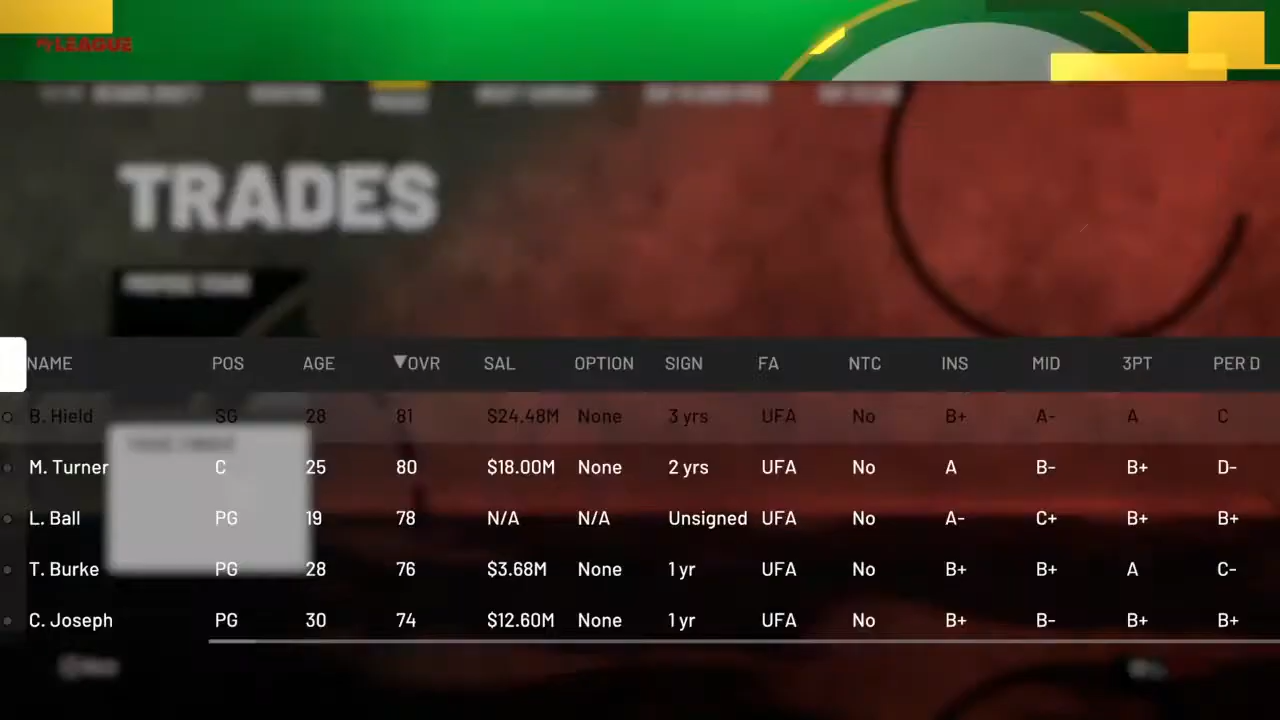 MyLEAGUE
TRADES
NAME POS AGE ▼OVR SAL OPTION SIGN FA NTC INS MID 3PT PER D
B. Hield SG 28 81 $24.48M None 3 yrs UFA No B+ A- A C
M. Turner C 25 80 $18.00M None 2 yrs UFA No A B- B+ D-
L. Ball PG 19 78 N/A N/A Unsigned UFA No A- C+ B+ B+
T. Burke PG 28 76 $3.68M None 1 yr UFA No B+ B+ A C-
C. Joseph PG 30 74 $12.60M None 1 yr UFA No B+ B- B+ B+